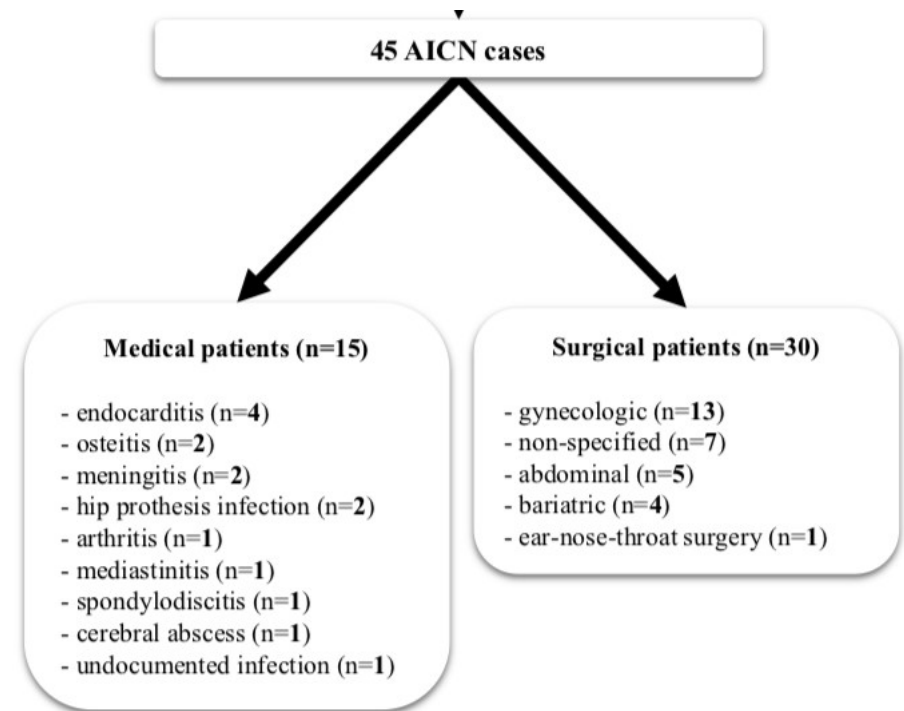 45 AICN cases
Medical patients (n=15)
- endocarditis (n=4)
- osteitis (n=2)
- meningitis (n=2)
- hip prothesis infection (n=2)
- arthritis (n=1)
- mediastinitis (n=1)
- spondylodiscitis (n=1)
- cerebral abscess (n=1)
- undocumented infection (n=1)
Surgical patients (n=30)
- gynecologic (n=13)
- non-specified (n=7)
- abdominal (n=5)
- bariatric (n=4)
- ear-nose-throat surgery (n=1)